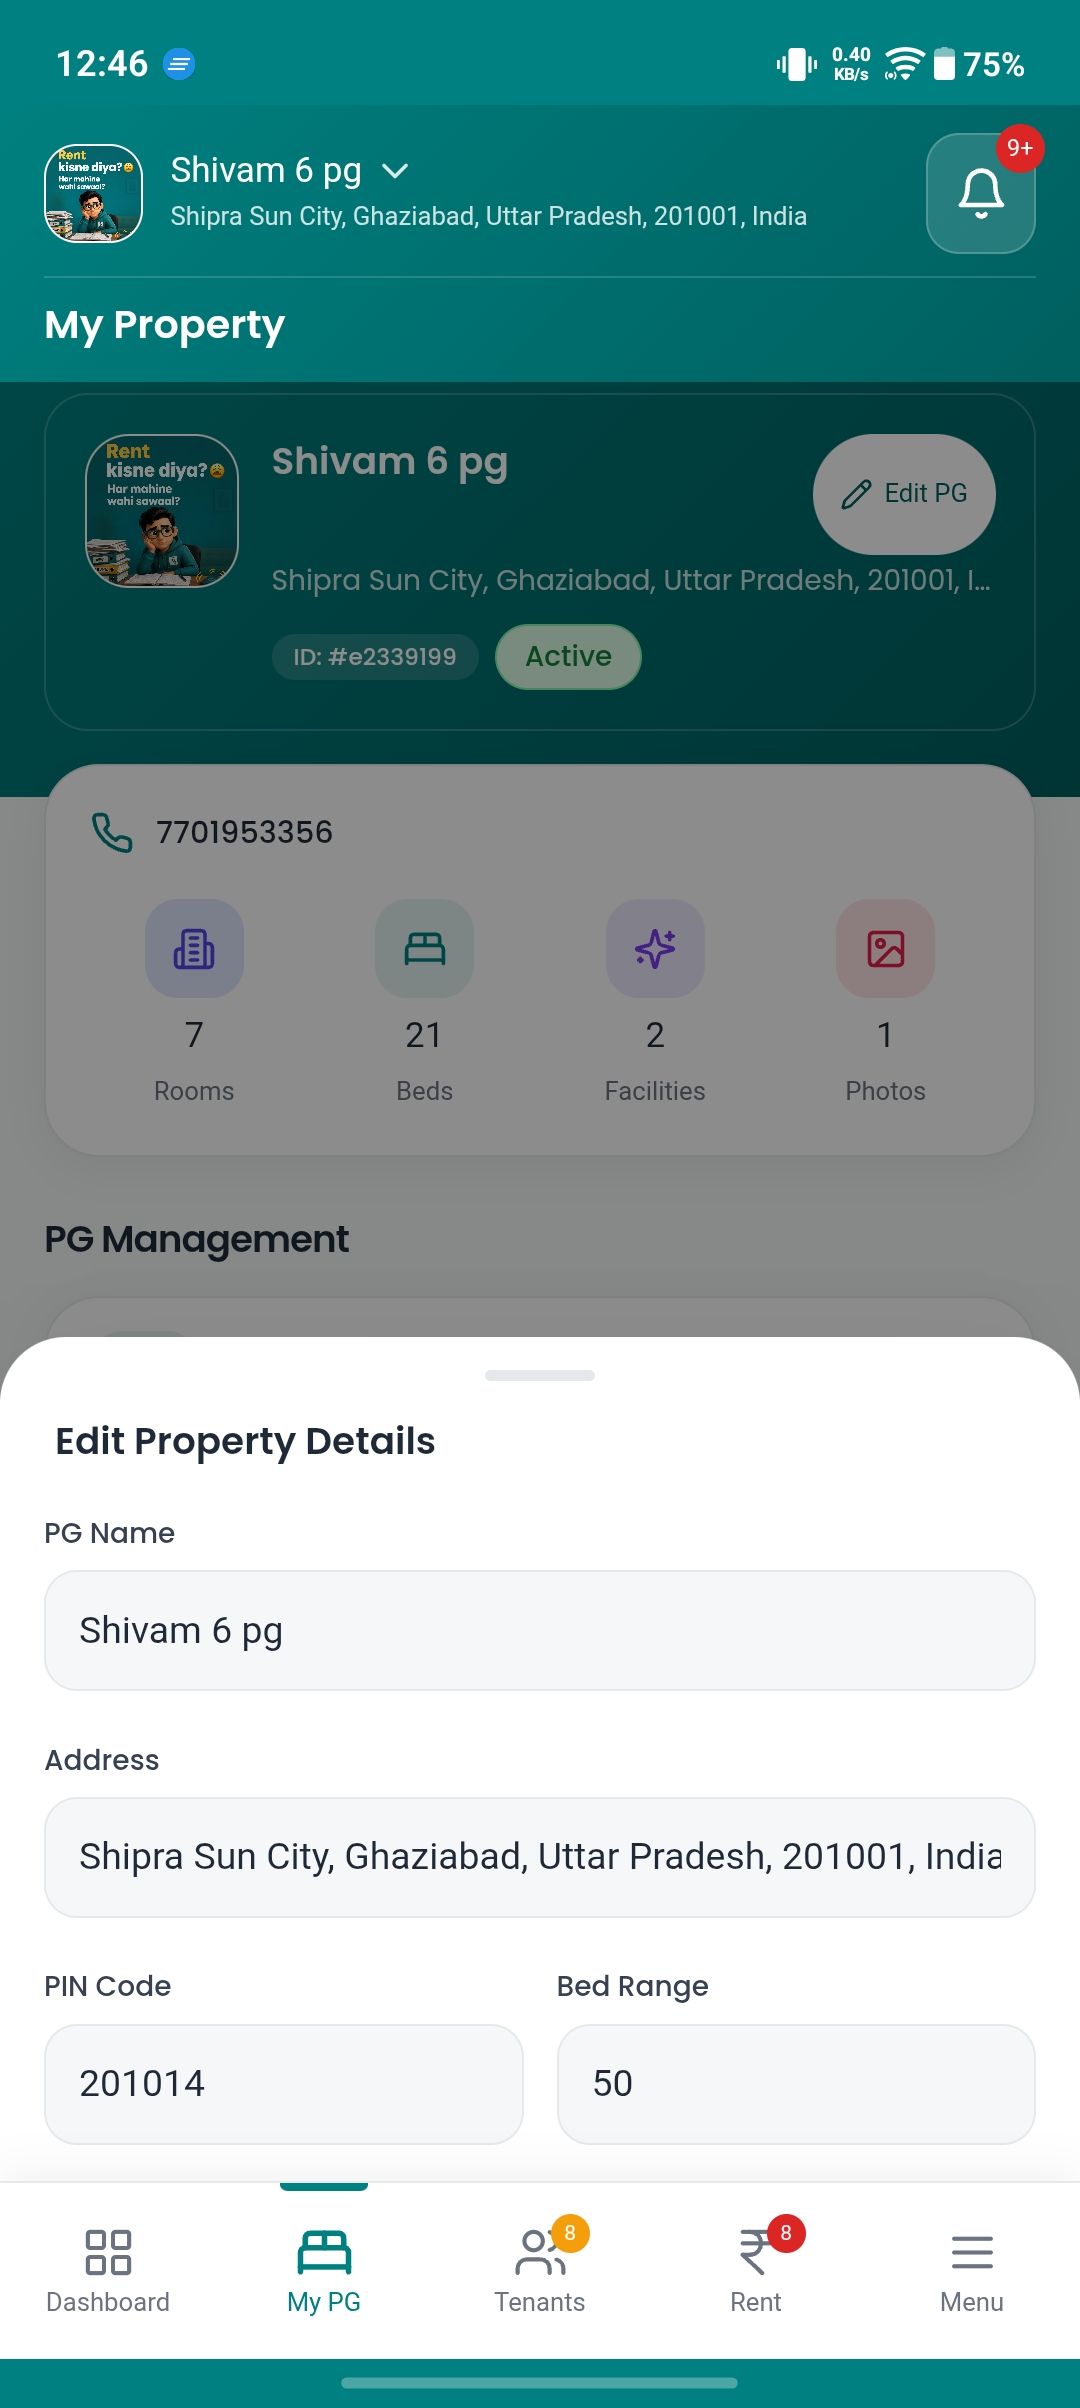 12:46
0.40
KB/s
75%
Rent
kisne diya?
Har mahine
wahi sawaal?
Shivam 6 pg
Shipra Sun City, Ghaziabad, Uttar Pradesh, 201001, India
9+
My Property
Rent
kisne diya?
Har mahine
wahi sawaal?
Shivam 6 pg
Edit PG
Shipra Sun City, Ghaziabad, Uttar Pradesh, 201001, I...
ID: #e2339199
Active
7701953356
7
21
2
1
Rooms
Beds
Facilities
Photos
PG Management
Edit Property Details
PG Name
Shivam 6 pg
Address
Shipra Sun City, Ghaziabad, Uttar Pradesh, 201001, India
PIN Code
Bed Range
201014
50
8
8
Dashboard
My PG
Tenants
Rent
Menu